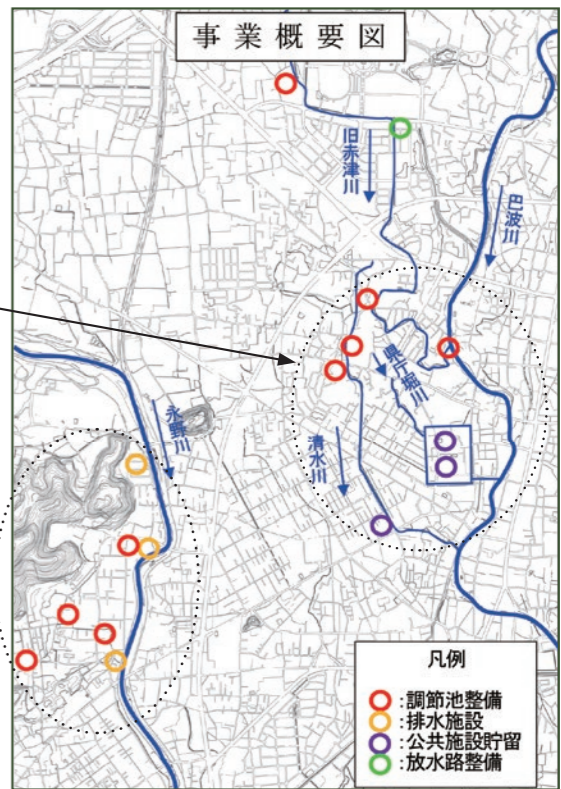 事業概要図
旧赤津川
巴波川
県庁堀川
永野川
清水川
凡例
:調節池整備
:排水施設
:公共施設貯留
:放水路整備